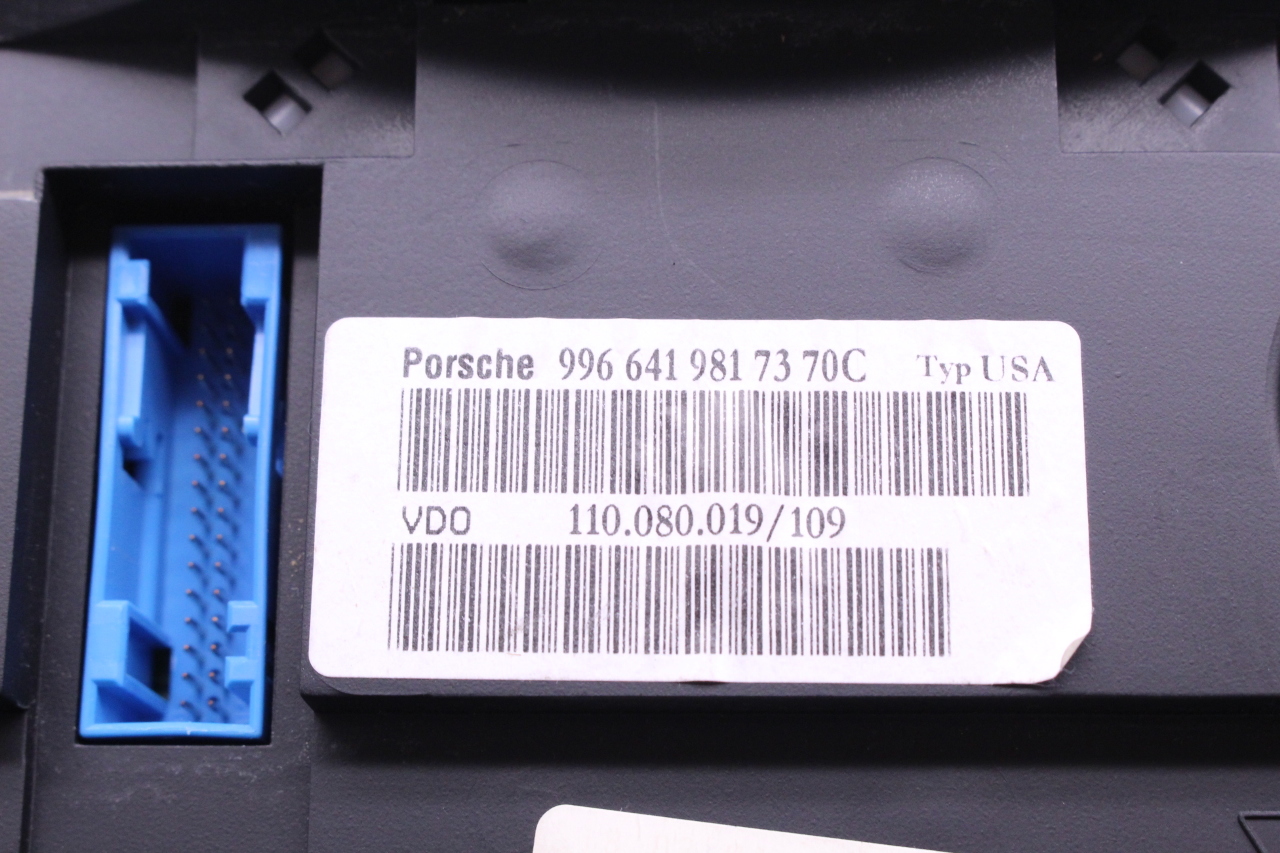 Porsche 996 641 981 73 70C Typ USA
VDO 110.080.019/109